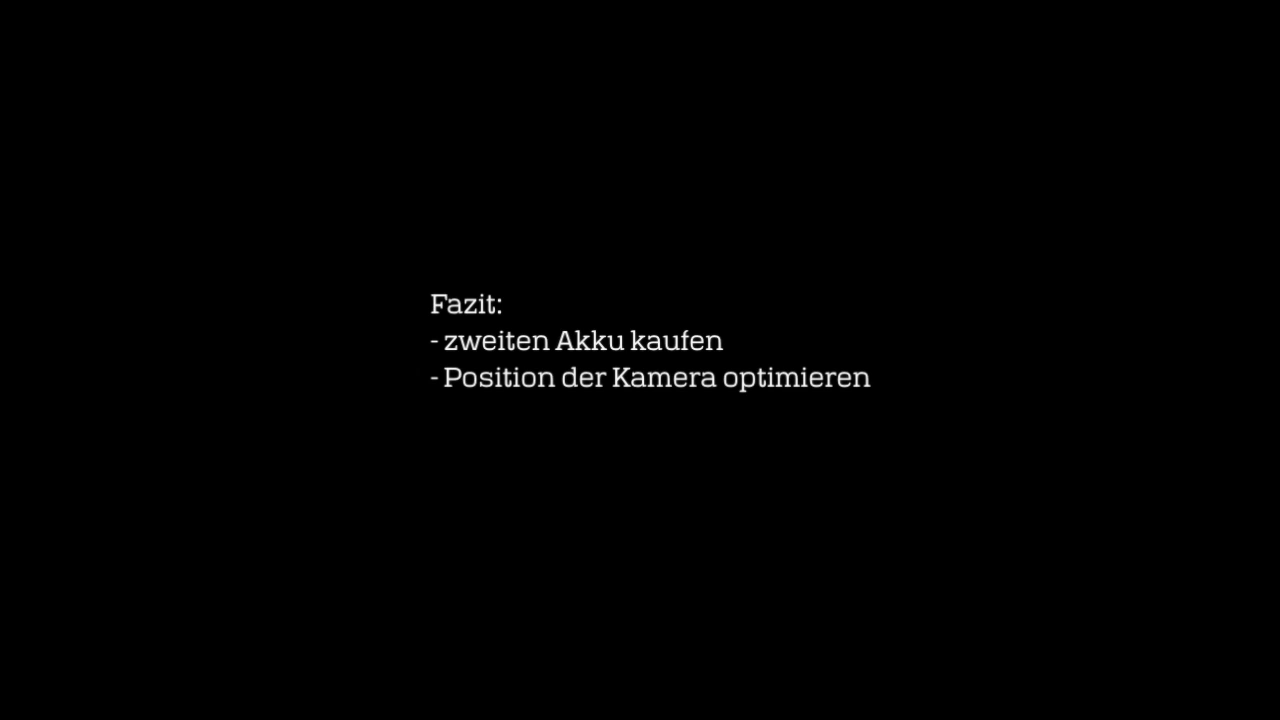 Fazit:
- zweiten Akku kaufen
- Position der Kamera optimieren